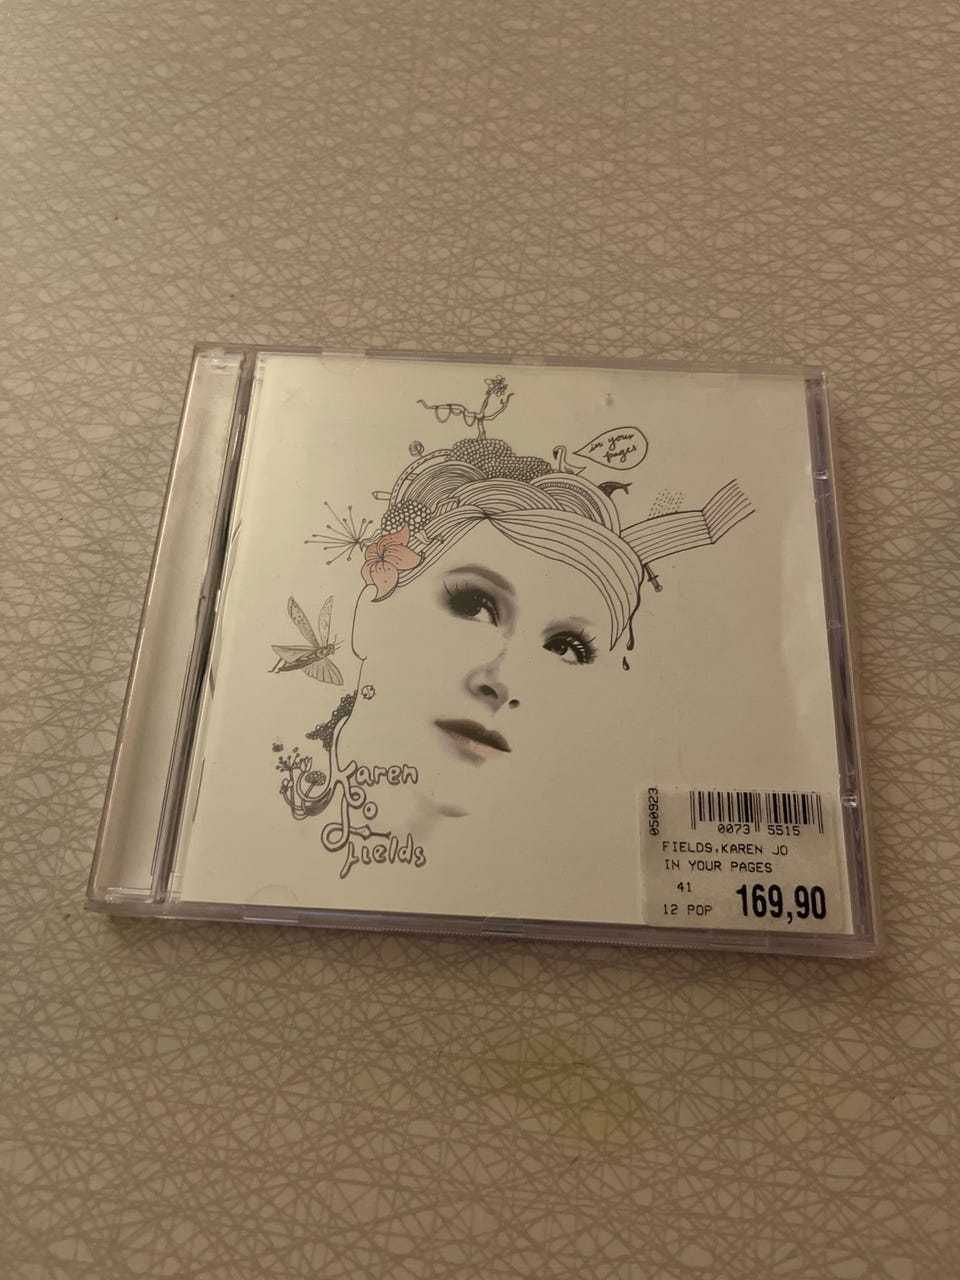 in your
pages
Karen
Jo
Fields
050923
0073 5515
FIELDS,KAREN JO
IN YOUR PAGES
41
12 POP 169,90